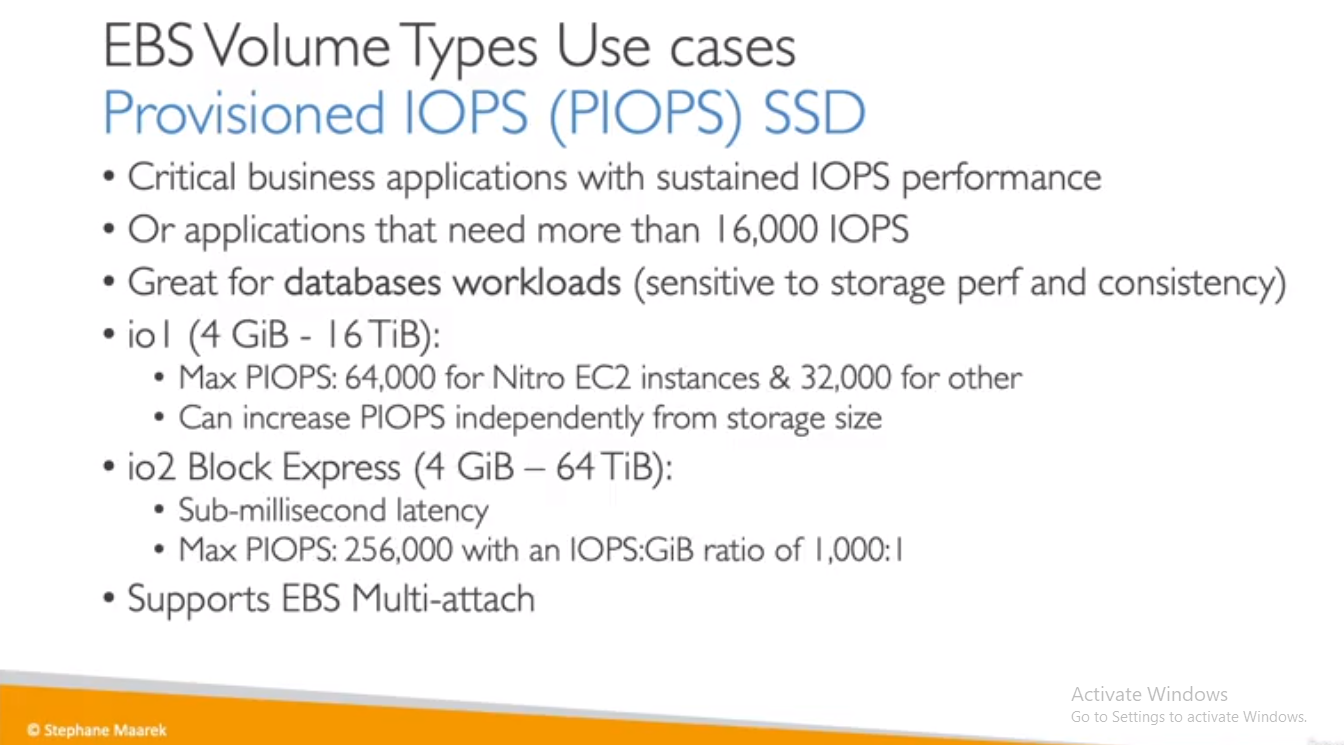 EBS Volume Types Use cases
Provisioned IOPS (PIOPS) SSD
• Critical business applications with sustained IOPS performance
• Or applications that need more than 16,000 IOPS
• Great for databases workloads (sensitive to storage perf and consistency)
• io1 (4 GiB - 16 TiB):
• Max PIOPS: 64,000 for Nitro EC2 instances & 32,000 for other
• Can increase PIOPS independently from storage size
• io2 Block Express (4 GiB – 64 TiB):
• Sub-millisecond latency
• Max PIOPS: 256,000 with an IOPS:GiB ratio of 1,000:1
• Supports EBS Multi-attach
Activate Windows
Go to Settings to activate Windows.
© Stephane Maarek